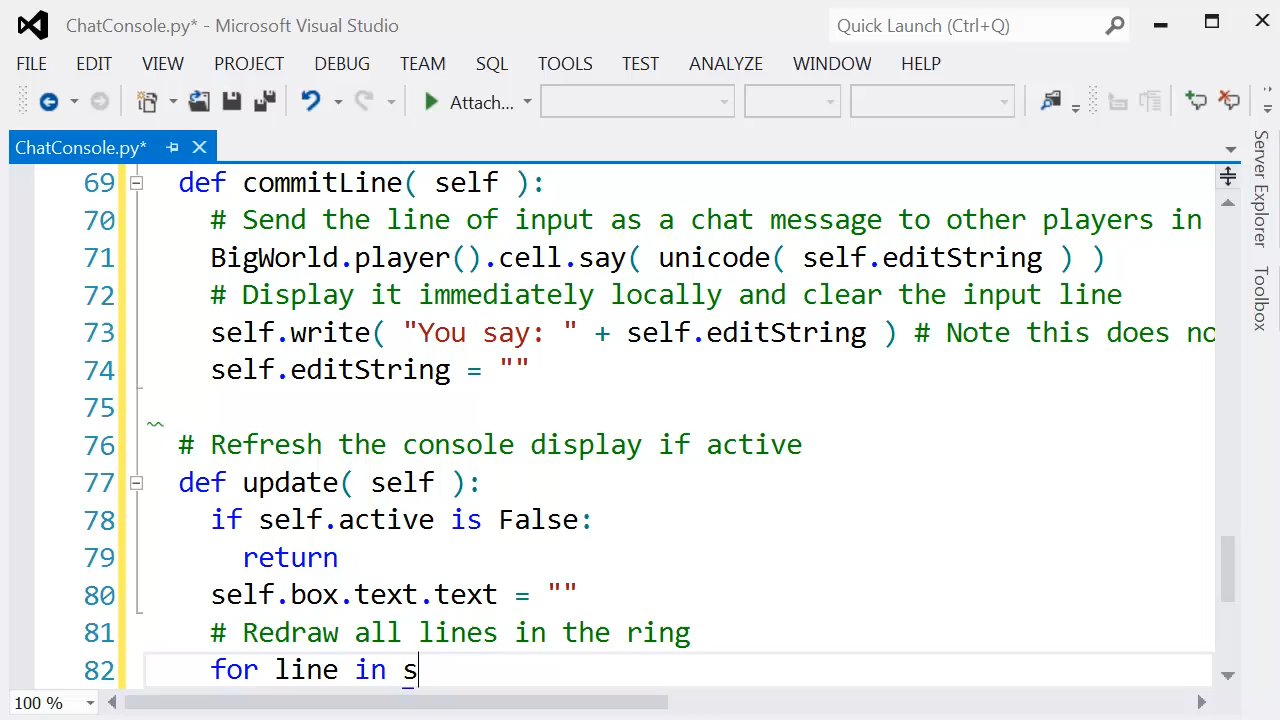 ChatConsole.py* - Microsoft Visual Studio
Quick Launch (Ctrl+Q)
FILE EDIT VIEW PROJECT DEBUG TEAM SQL TOOLS TEST ANALYZE WINDOW HELP
Attach...
ChatConsole.py*
69 def commitLine( self ):
70 # Send the line of input as a chat message to other players in
71 BigWorld.player().cell.say( unicode( self.editString ) )
72 # Display it immediately locally and clear the input line
73 self.write( "You say: " + self.editString ) # Note this does no
74 self.editString = ""
75
76 # Refresh the console display if active
77 def update( self ):
78 if self.active is False:
79 return
80 self.box.text.text = ""
81 # Redraw all lines in the ring
82 for line in s
100 %
Server Explorer
Toolbox